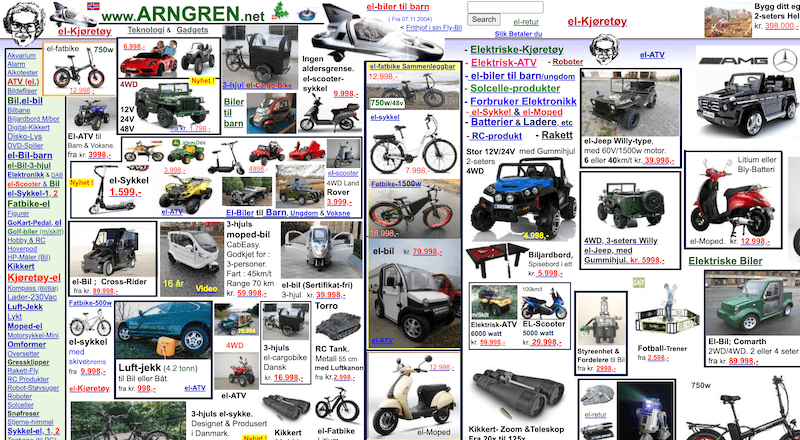 www.ARNGREN.net
el-Kjøretøy
Teknologi & Gadgets
el-biler til barn
( Fra 07.11.2004)
< Frithjof i sin Fly-Bil
Search
el-retur
Slik Betaler du
el-Kjøretøy
Bygg ditt eg
2-seters Hel
kr. 398.000,-
Akvarium
Alarm
Alkotester
ATV (el.)
Bildefliser
Bil.el-bil
Bilbane
Biljardbord M/bor
Digital-Kikkert
Disko-Lys
DVD-Spiller
el-Bil-barn
el-Bil-3-hjul
Elektronikk & DAB
el-Scooter & Bil
el-Sykkel-1, 2
Fatbike-el
Figurer
GoKart-Pedal, el
Golf-biler (m/skilt)
Hobby & RC
Hoverpod
HP-Måler (Bil)
Kikkert
Kjøretøy-el
Kompass (Bil/Båt)
Lader-230Vac
Luft-Jekk
Lykt
Moped-el
Motorsykkel-Mini
Omformer
Oversetter
Gressklipper
Rakett-Fly
RC Produkter
Robot-Støvsuger
Roboter
Solceller
Snøfreser
Stjerne-himmel
Sykkel-el, 1, 2
el-fatbike
750w
12.998,-
6.998,-
4WD
12V
24V
48V
Nyhet !
fra kr. 1.798,-
3-hjul el-Cargo-Bike
Biler
til
barn
Ingen
aldersgrense.
el-scooter-
sykkel
9.998,-
el-fatbike Sammenleggbar
12.998,-
750w/48v
el-sykkel
7.998,-
Fatbike-1500w
16.998,-
el-bil kr. 79.998,-
el-ATV
12.998,-
el-Moped
el-ATV til
Barn & Voksne.
fra kr. 3998,-
Nyhet !
el-Sykkel
1.599,-
JOHN DEERE
3.998,-
4998,-
el-ATV
El-Biler til Barn, Ungdom & Voksne
el-scooter
4WD Land
Rover
3.999,-
el-Bil ; Cross-Rider
fra kr. 89.998,-
16 år
Video
3-hjuls
moped-bil
CabEasy.
Godkjet for :
3-personer.
Fart : 45km/t
Range 70 km
59.998,-
el-bil (Sertifikat-fri)
3-hjul kr. 39.998,-
Fatbike-500w
el-sykkel
med
skivebrems
fra kr. 9.998,-
el-Kjøretøy
Luft-jekk (4.2 tonn)
til Bil eller Båt.
fra kr. 998,-
el-ATV
79.998
4WD
3-hjuls
el-cargobike
Dansk
kr. 16.998,-
Torro
RC Tank.
Metall 55 cm
med Luftkanon
fra kr.2.998,-
3-hjuls el-sykke.
Designet & Produsert
i Danmark.
Nyhet !
Kikkert
el-Fatbike
Litium
- Elektriske-Kjøretøy
- Elektrisk-ATV
- Roboter
- el-biler til barn/ungdom
- Solcelle-produkter
- Forbruker Elektronikk
- el-Sykkel & el-Moped
- Batterier & Ladere, etc
- RC-produkt
- Rakett
el-ATV
AMG
el-Jeep Willy-type,
med 60V/1500w motor.
6 eller 40km/t kr. 39.998,-
Stor 12V/24V med Gummihjul
2-seters
4WD
4.998,-
4WD, 3-seters Willy
el-Jeep, med
Gummihjul. kr. 5998,-
Litium eller
Bly-Batteri
el-Moped. kr. 12.998,-
Biljardbord,
Spisebord i ett
kr. 5.998,-
Elektriske Biler
m/Skilt
Elektrisk-ATV
6000 watt
kr. 59.998,-
100km/t
EL-Scooter
5000 watt
kr. 29.998,-
Styreenhet &
Fordelere til Bil
fra kr. 2998,-
Fotball-Trener
fra 2.598,-
El-Bil; Comarth
2WD/4WD. 2 eller 4 seter
fra kr. 89.998,-
Kikkert- Zoom &Teleskop
Fra 20x til 125x
el-retur
750w